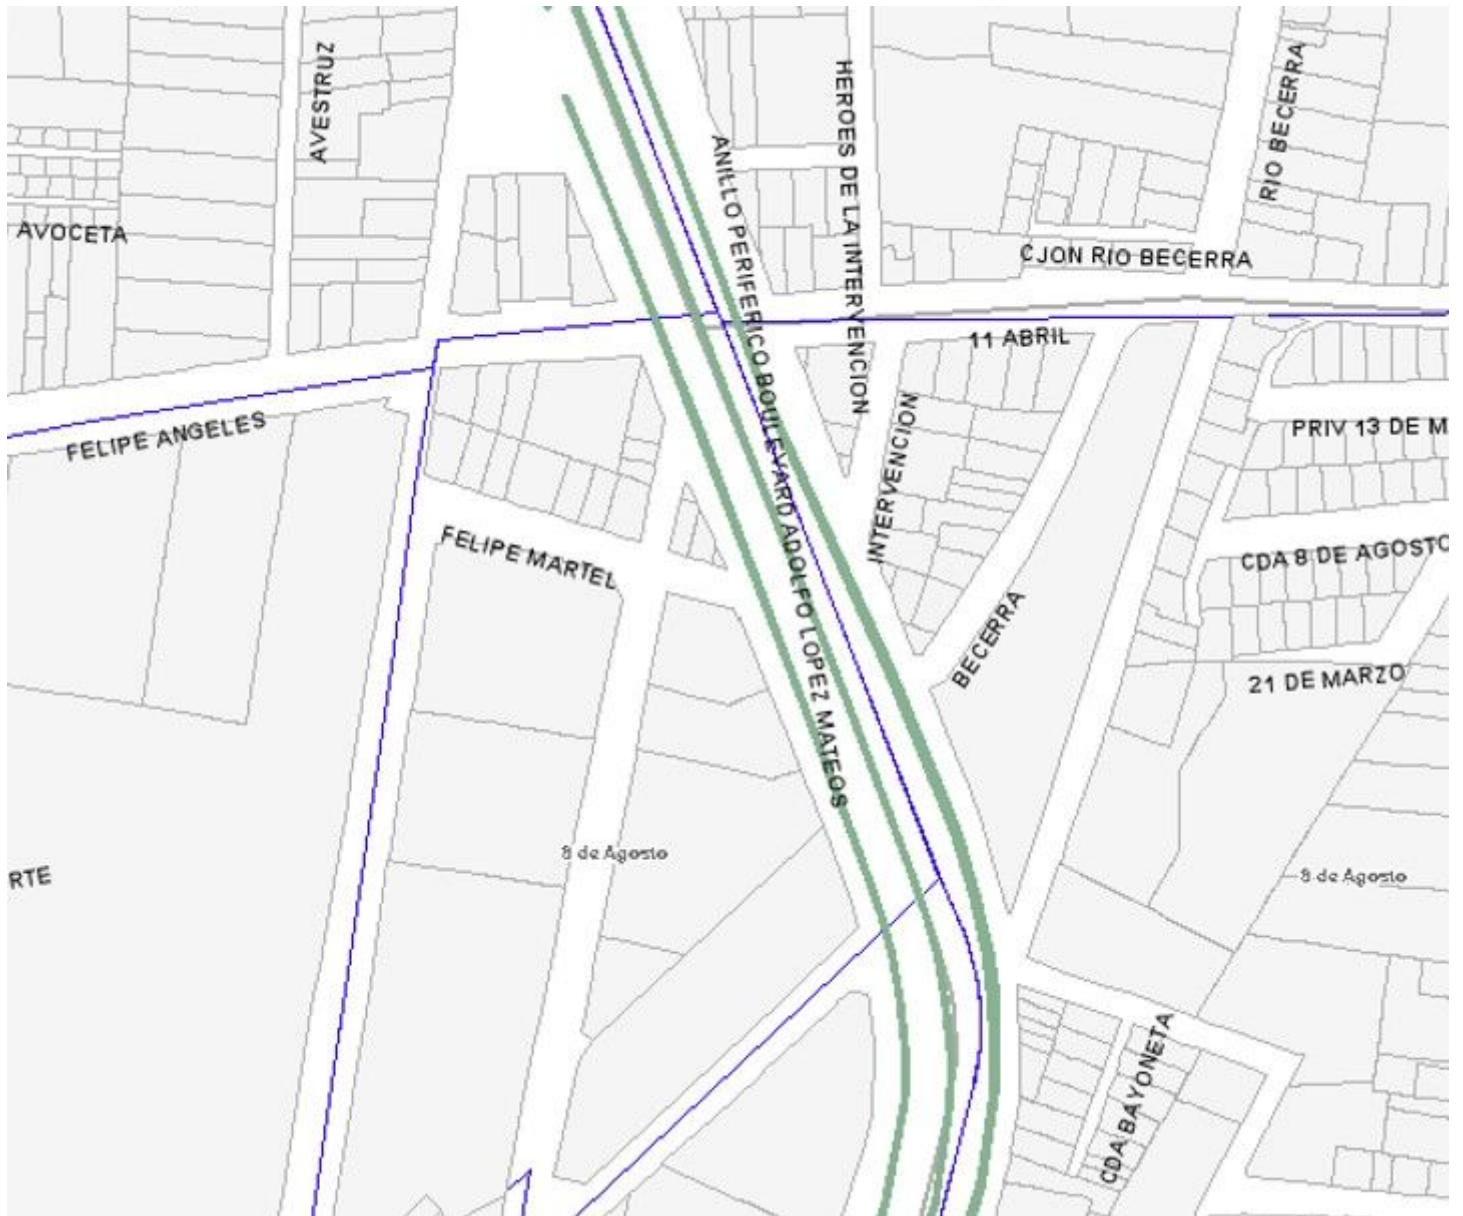 AVESTRUZ
HEROES DE LA INTERVENCION
RIO BECERRA
ANILLO PERIFERICO BOULEVARD ADOLFO LOPEZ MATEOS
AVOCETA
CJON RIO BECERRA
11 ABRIL
FELIPE ANGELES
INTERVENCION
PRIV 13 DE M
FELIPE MARTEL
CDA 8 DE AGOSTO
BECERRA
21 DE MARZO
8 de Agosto
RTE
8 de Agosto
CDA BAYONETA